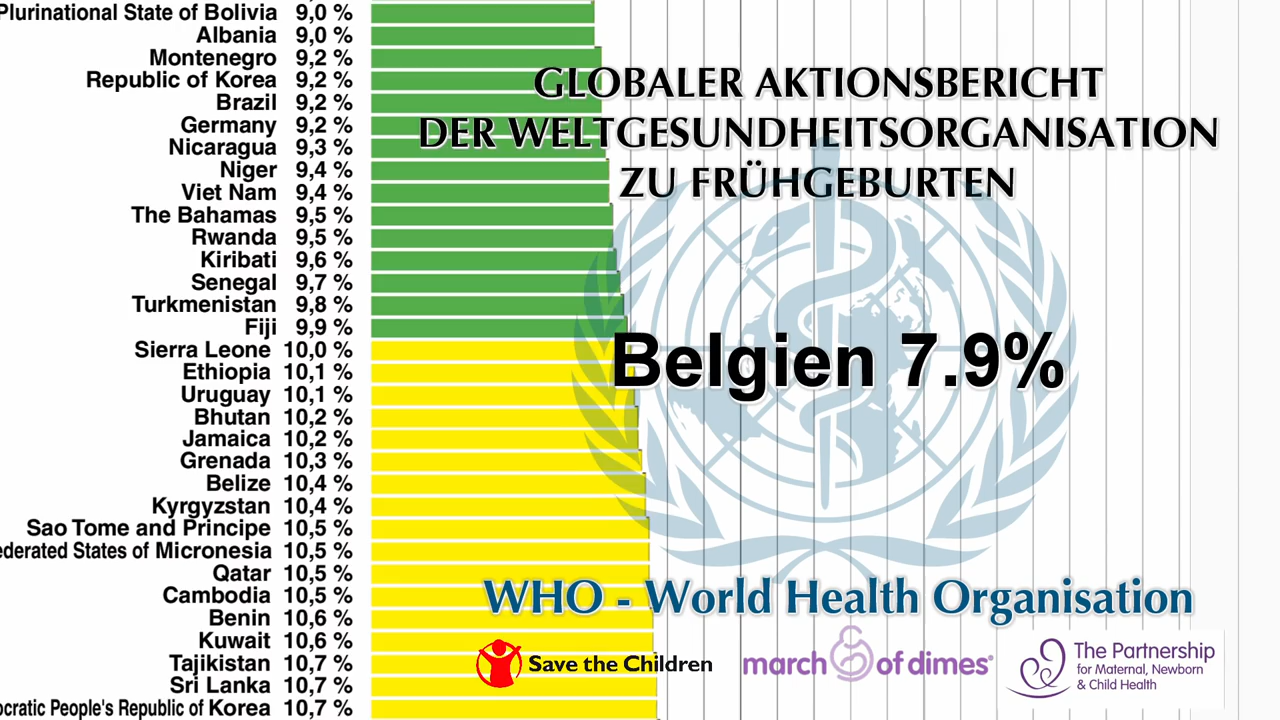 Plurinational State of Bolivia 9,0 %
Albania 9,0 %
Montenegro 9,2 %
Republic of Korea 9,2 %
Brazil 9,2 %
Germany 9,2 %
Nicaragua 9,3 %
Niger 9,4 %
Viet Nam 9,4 %
The Bahamas 9,5 %
Rwanda 9,5 %
Kiribati 9,6 %
Senegal 9,7 %
Turkmenistan 9,8 %
Fiji 9,9 %
Sierra Leone 10,0 %
Ethiopia 10,1 %
Uruguay 10,1 %
Bhutan 10,2 %
Jamaica 10,2 %
Grenada 10,3 %
Belize 10,4 %
Kyrgyzstan 10,4 %
Sao Tome and Principe 10,5 %
ederated States of Micronesia 10,5 %
Qatar 10,5 %
Cambodia 10,5 %
Benin 10,6 %
Kuwait 10,6 %
Tajikistan 10,7 %
Sri Lanka 10,7 %
ocratic People's Republic of Korea 10,7 %
GLOBALER AKTIONSBERICHT
DER WELTGESUNDHEITSORGANISATION
ZU FRÜHGEBURTEN
Belgien 7.9%
WHO - World Health Organisation
Save the Children
march of dimes®
The Partnership
for Maternal, Newborn
& Child Health